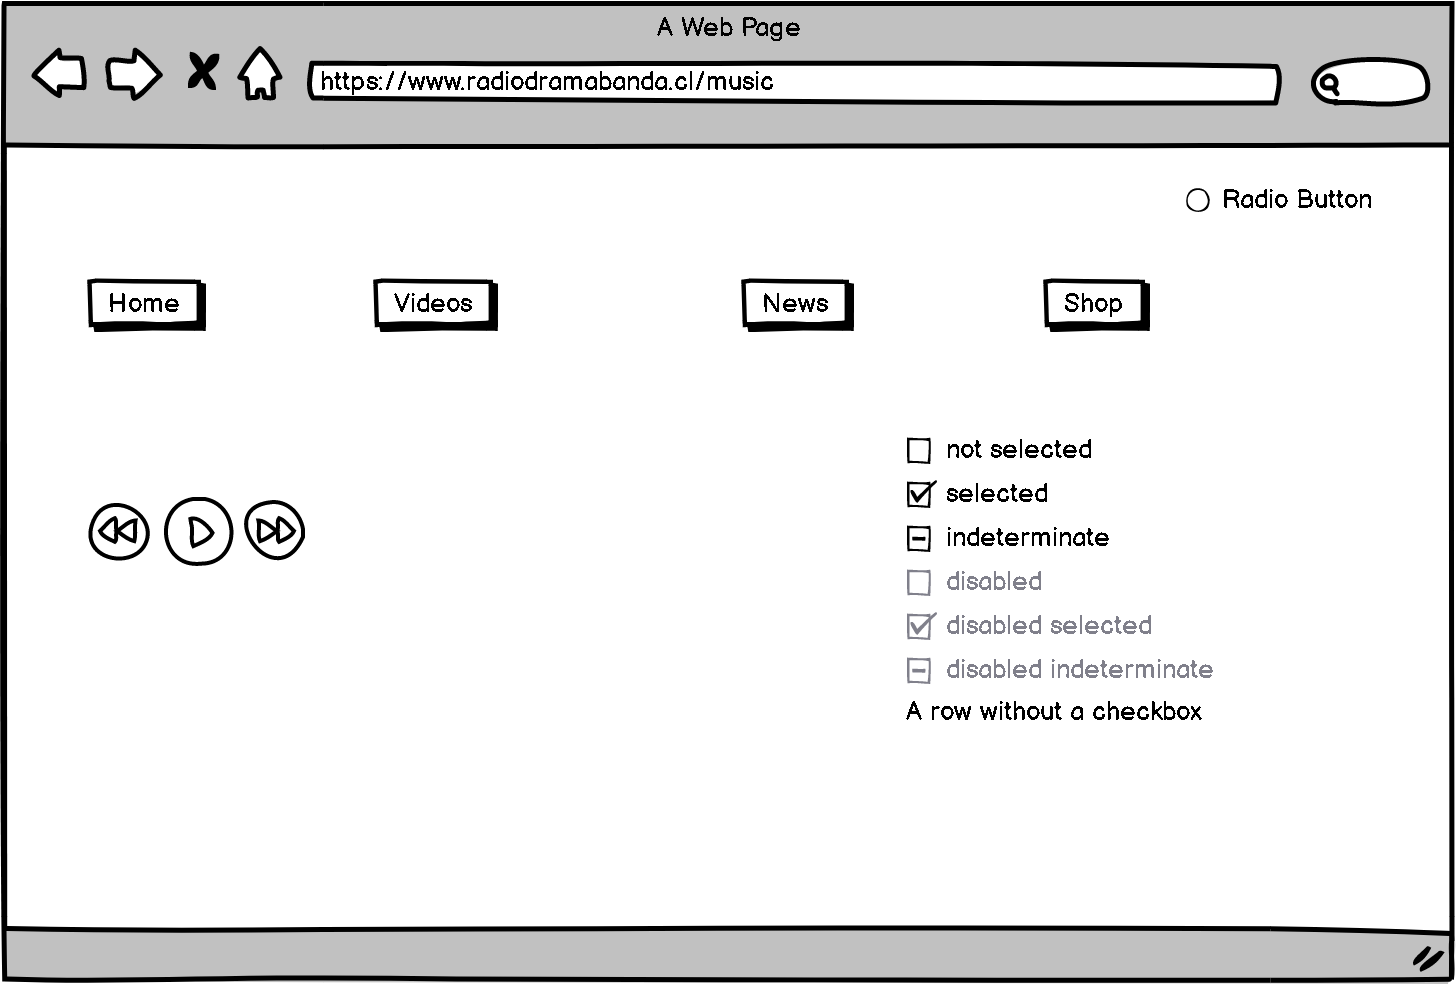 A Web Page
https://www.radiodramabanda.cl/music
Radio Button
Home
Videos
News
Shop
not selected
selected
indeterminate
disabled
disabled selected
disabled indeterminate
A row without a checkbox